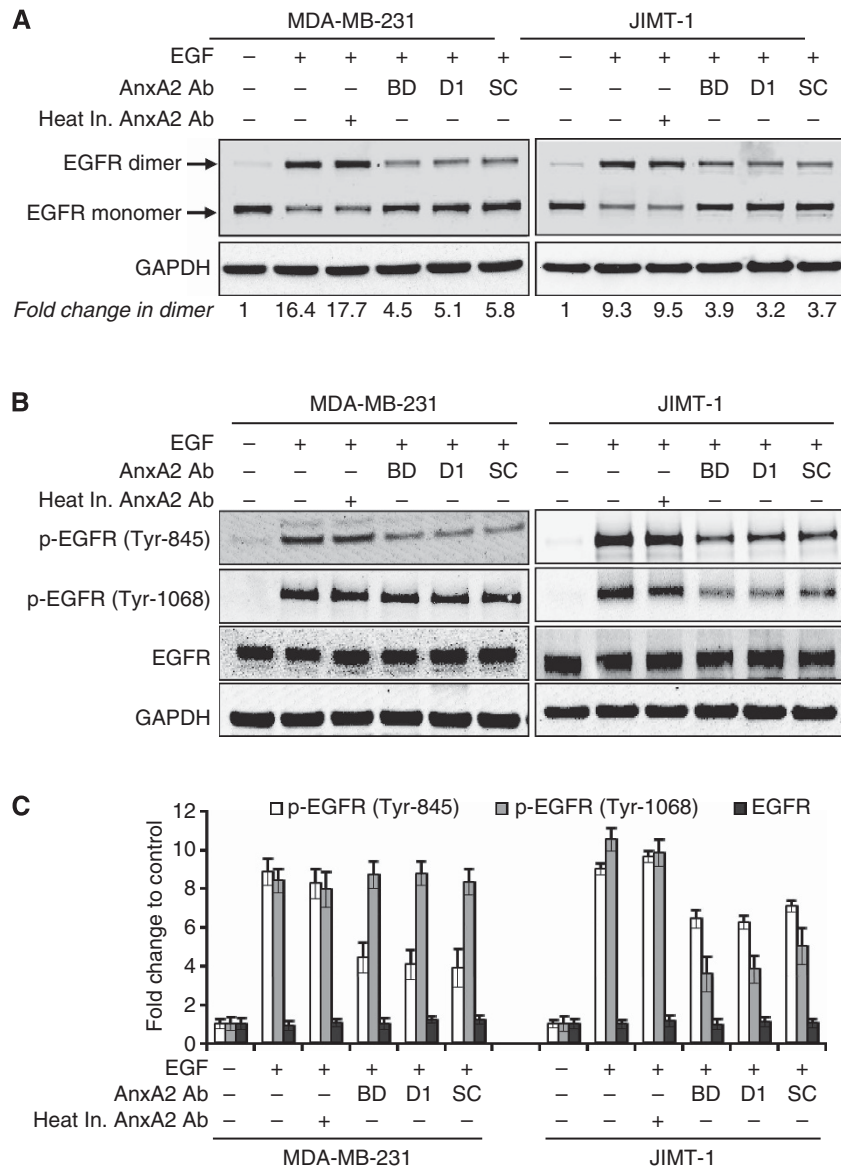 A
MDA-MB-231 JIMT-1
EGF – + + + + + – + + + + +
AnxA2 Ab – – – BD D1 SC – – – BD D1 SC
Heat In. AnxA2 Ab – – + – – – – – + – – –
EGFR dimer
EGFR monomer
GAPDH
Fold change in dimer 1 16.4 17.7 4.5 5.1 5.8 1 9.3 9.5 3.9 3.2 3.7
B
MDA-MB-231 JIMT-1
EGF – + + + + + – + + + + +
AnxA2 Ab – – – BD D1 SC – – – BD D1 SC
Heat In. AnxA2 Ab – – + – – – – – + – – –
p-EGFR (Tyr-845)
p-EGFR (Tyr-1068)
EGFR
GAPDH
C
p-EGFR (Tyr-845) p-EGFR (Tyr-1068) EGFR
Fold change to control
12
10
8
6
4
2
0
EGF – + + + + + – + + + + +
AnxA2 Ab – – – BD D1 SC – – – BD D1 SC
Heat In. AnxA2 Ab – – + – – – – – + – – –
MDA-MB-231 JIMT-1